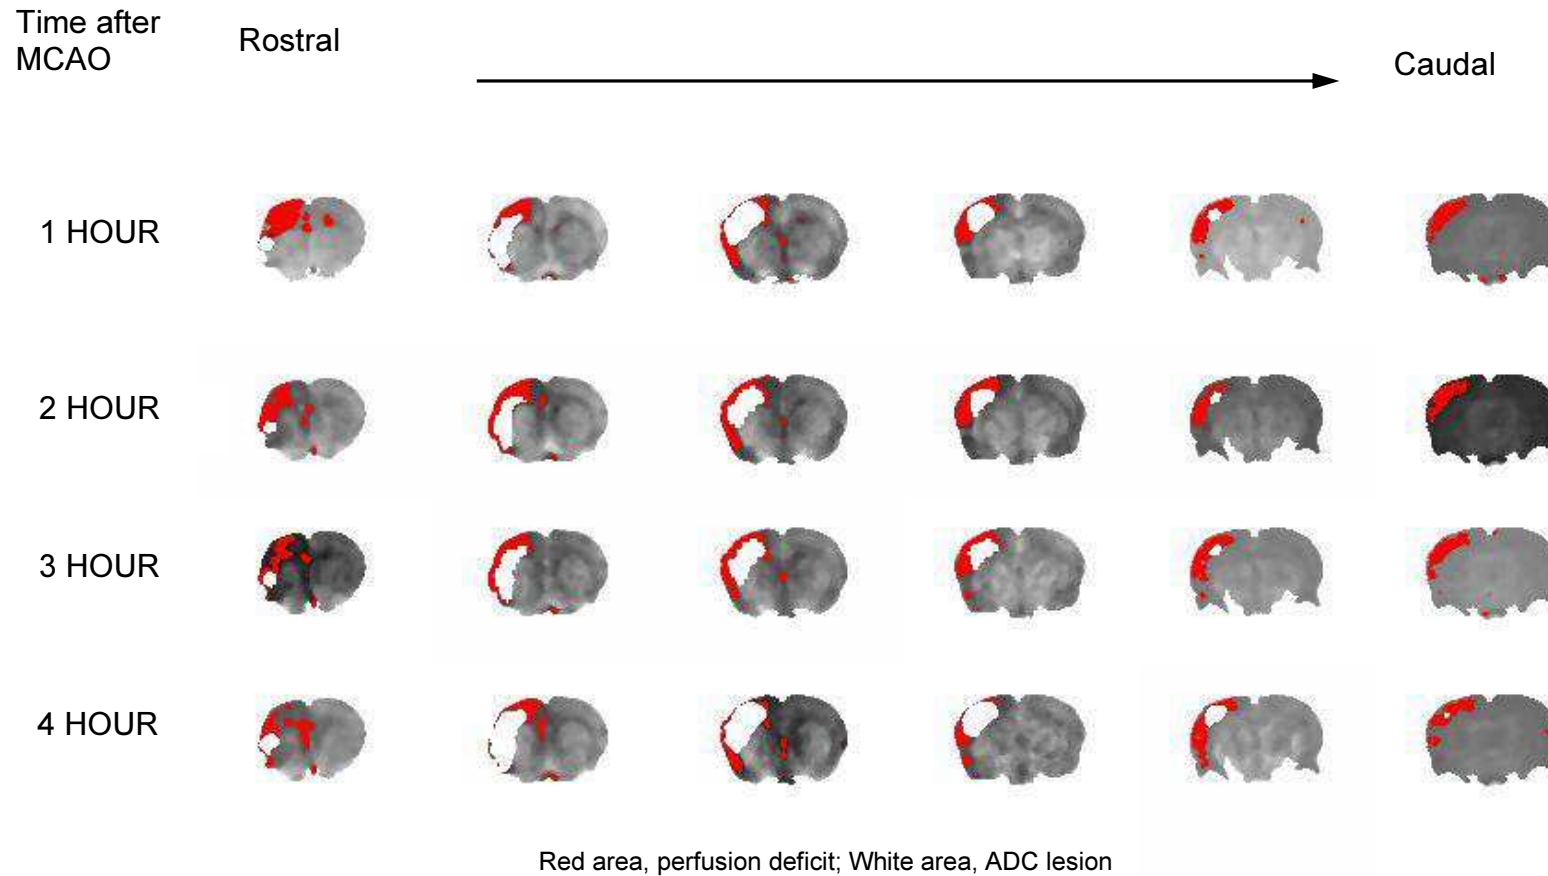 Time after
MCAO
Rostral
Caudal
1 HOUR
2 HOUR
3 HOUR
4 HOUR
Red area, perfusion deficit; White area, ADC lesion